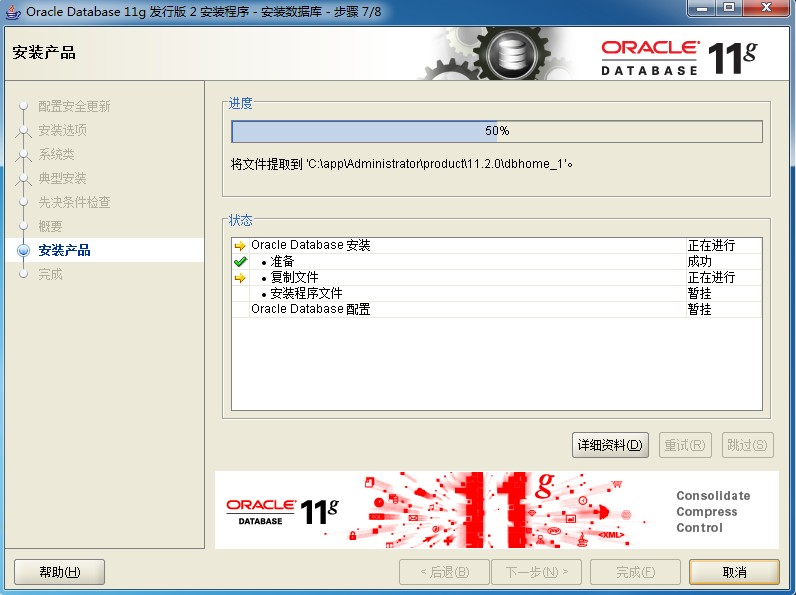 Oracle Database 11g 发行版 2 安装程序 - 安装数据库 - 步骤 7/8
安装产品
ORACLE 11g
DATABASE
配置安全更新
安装选项
系统类
典型安装
先决条件检查
概要
安装产品
完成
进度
50%
将文件提取到 'C:\app\Administrator\product\11.2.0\dbhome_1'。
状态
Oracle Database 安装 正在进行
• 准备 成功
• 复制文件 正在进行
• 安装程序文件 暂挂
Oracle Database 配置 暂挂
详细资料(D) 重试(R) 跳过(S)
ORACLE 11g
DATABASE
11g
<XML>
Consolidate
Compress
Control
帮助(H) < 后退(B) 下一步(N) > 完成(F) 取消